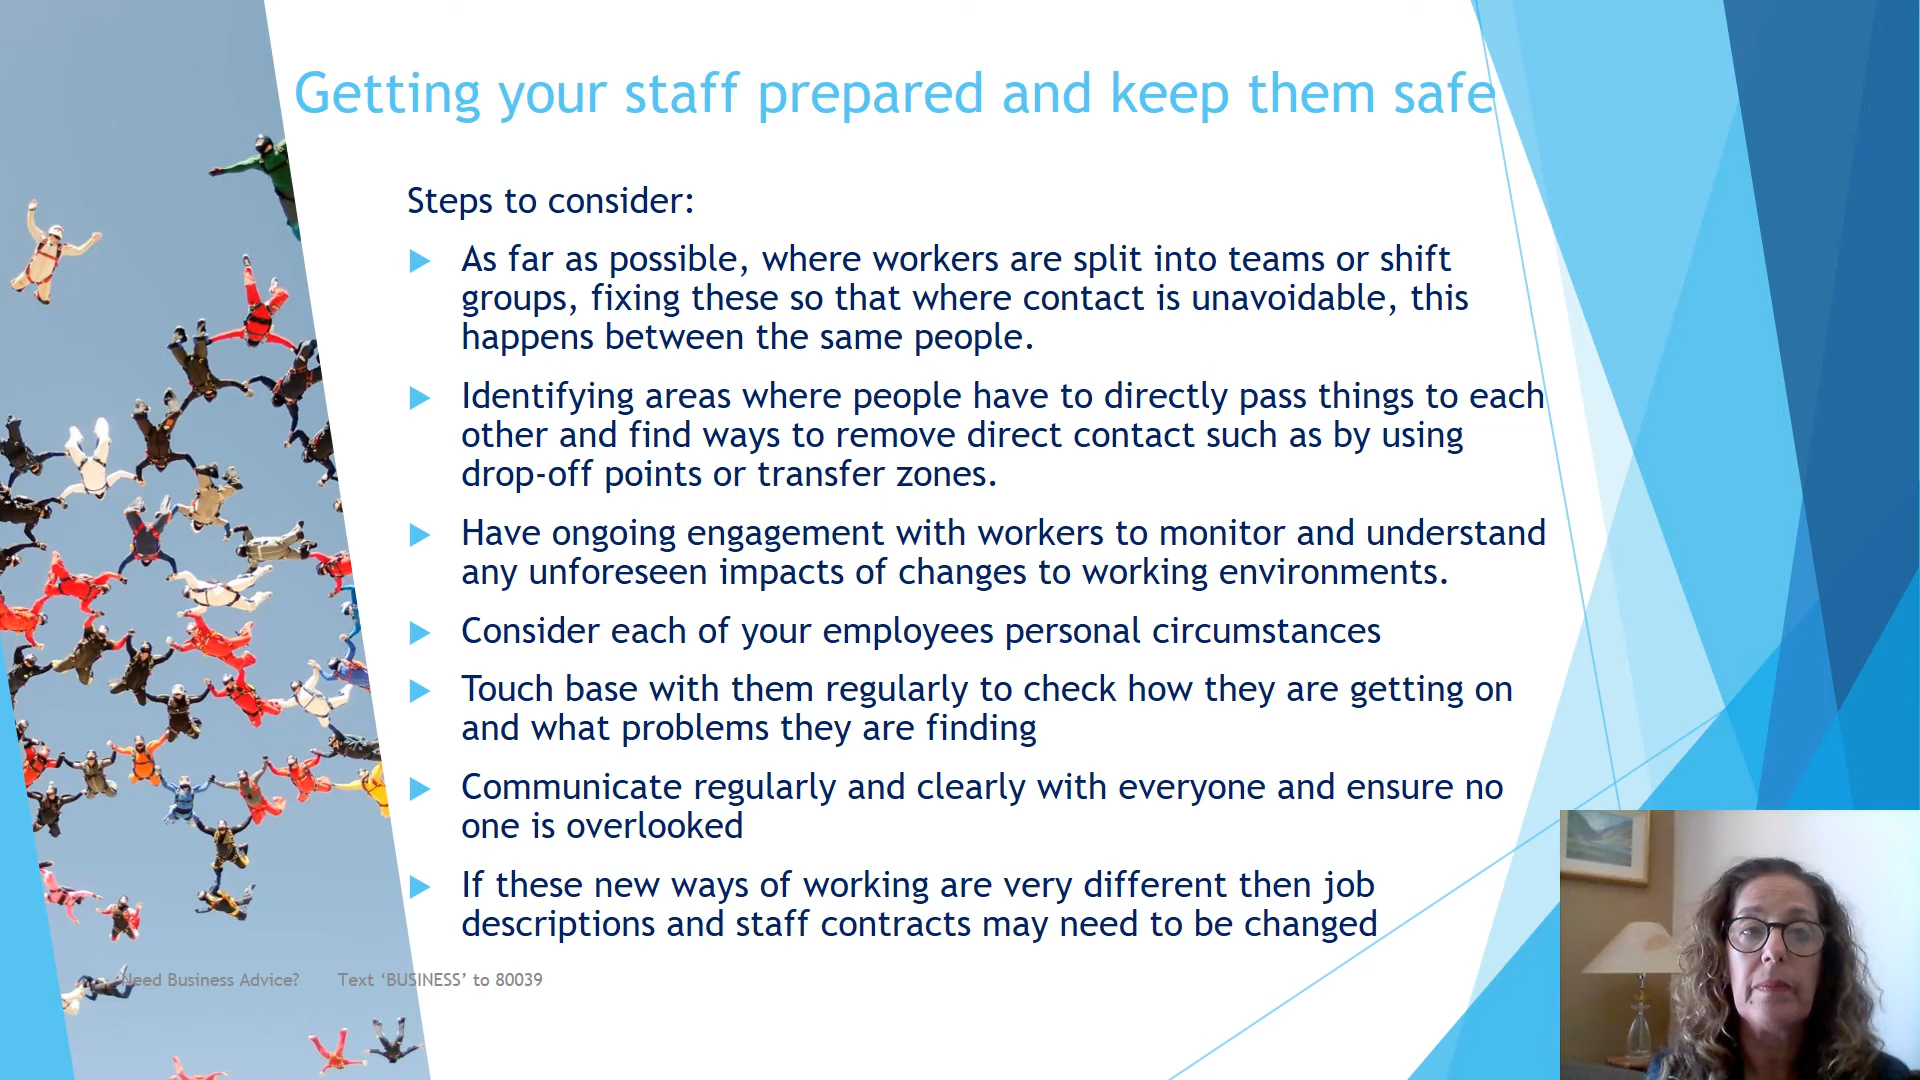 Getting your staff prepared and keep them safe
Steps to consider:
As far as possible, where workers are split into teams or shift
groups, fixing these so that where contact is unavoidable, this
happens between the same people.
Identifying areas where people have to directly pass things to each
other and find ways to remove direct contact such as by using
drop-off points or transfer zones.
Have ongoing engagement with workers to monitor and understand
any unforeseen impacts of changes to working environments.
Consider each of your employees personal circumstances
Touch base with them regularly to check how they are getting on
and what problems they are finding
Communicate regularly and clearly with everyone and ensure no
one is overlooked
If these new ways of working are very different then job
descriptions and staff contracts may need to be changed
Need Business Advice? Text ‘BUSINESS’ to 80039